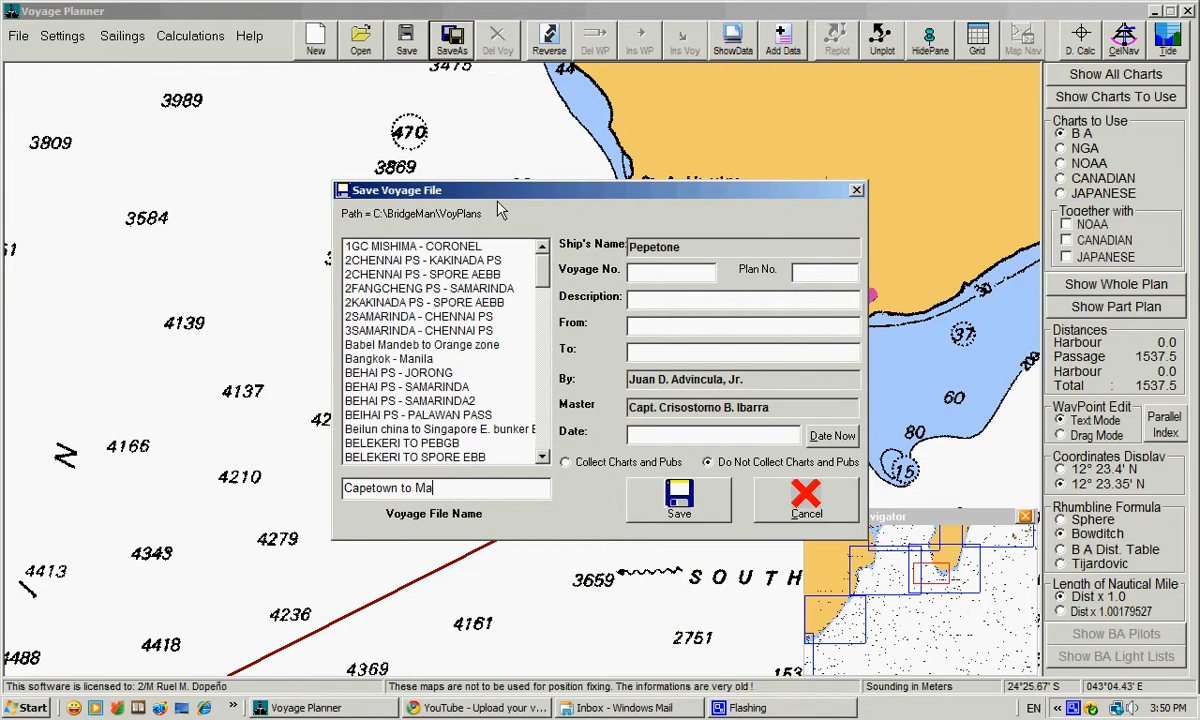 Voyage Planner
File Settings Sailings Calculations Help
New Open Save SaveAs Del Voy Reverse Del WP Ins WP Ins Voy ShowData Add Data Replot Unplot HidePane Grid Map Nav D. Calc CelNav Tide
3475
44
3989
470
3809
3869
3584
4139
4137
4166
4210
N
4279
4343
4413
4236
4161
3659
SOUTH
4418
4488
4369
2751
153
30
37
200
60
80
15
Save Voyage File
Path = C:\BridgeMan\VoyPlans
1GC MISHIMA - CORONEL
2CHENNAI PS - KAKINADA PS
2CHENNAI PS - SPORE AEBB
2FANGCHENG PS - SAMARINDA
2KAKINADA PS - SPORE AEBB
2SAMARINDA - CHENNAI PS
3SAMARINDA - CHENNAI PS
Babel Mandeb to Orange zone
Bangkok - Manila
BEHAI PS - JORONG
BEHAI PS - SAMARINDA
BEHAI PS - SAMARINDA2
BEIHAI PS - PALAWAN PASS
Beilun china to Singapore E. bunker E
BELEKERI TO PEBGB
BELEKERI TO SPORE EBB
Capetown to Ma
Voyage File Name
Ship's Name: Pepetone
Voyage No. Plan No.
Description:
From:
To:
By: Juan D. Advincula, Jr.
Master Capt. Crisostomo B. Ibarra
Date: Date Now
Collect Charts and Pubs Do Not Collect Charts and Pubs
Save Cancel
Show All Charts
Show Charts To Use
Charts to Use
B A
NGA
NOAA
CANADIAN
JAPANESE
Together with
NOAA
CANADIAN
JAPANESE
Show Whole Plan
Show Part Plan
Distances
Harbour 0.0
Passage 1537.5
Harbour 0.0
Total : 1537.5
WayPoint Edit
Text Mode
Drag Mode
Parallel Index
Coordinates Display
12° 23.4' N
12° 23.35' N
Rhumbline Formula
Sphere
Bowditch
B A Dist. Table
Tijardovic
Length of Nautical Mile
Dist x 1.0
Dist x 1.00179527
Show BA Pilots
Show BA Light Lists
This software is licensed to: 2/M Ruel M. Dopeño
These maps are not to be used for position fixing. The informations are very old !
Sounding in Meters
24°25.67' S
043°04.43' E
Start
Voyage Planner
YouTube - Upload your v...
Inbox - Windows Mail
Flashing
EN
3:50 PM